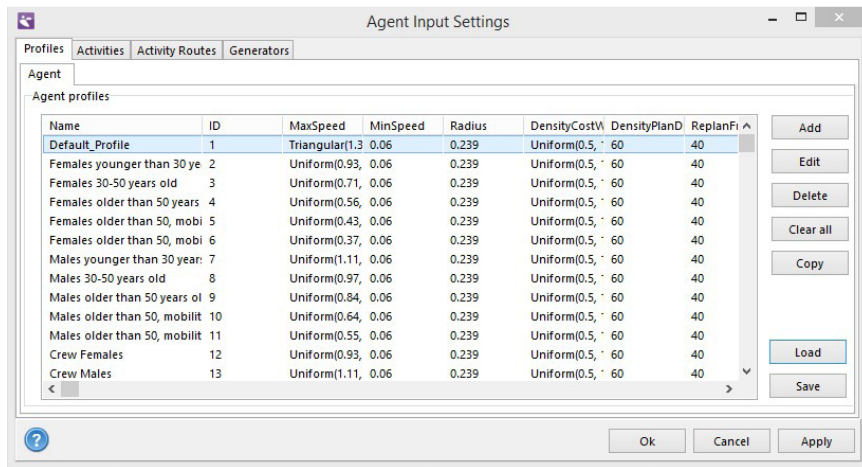 Agent Input Settings
Profiles Activities Activity Routes Generators
Agent
Agent profiles
Name ID MaxSpeed MinSpeed Radius DensityCostW DensityPlanD ReplanFr
Default_Profile 1 Triangular(1.3 0.06 0.239 Uniform(0.5, 60 40
Females younger than 30 ye 2 Uniform(0.93, 0.06 0.239 Uniform(0.5, 60 40
Females 30-50 years old 3 Uniform(0.71, 0.06 0.239 Uniform(0.5, 60 40
Females older than 50 years 4 Uniform(0.56, 0.06 0.239 Uniform(0.5, 60 40
Females older than 50, mobi 5 Uniform(0.43, 0.06 0.239 Uniform(0.5, 60 40
Females older than 50, mobi 6 Uniform(0.37, 0.06 0.239 Uniform(0.5, 60 40
Males younger than 30 year 7 Uniform(1.11, 0.06 0.239 Uniform(0.5, 60 40
Males 30-50 years old 8 Uniform(0.97, 0.06 0.239 Uniform(0.5, 60 40
Males older than 50 years ol 9 Uniform(0.84, 0.06 0.239 Uniform(0.5, 60 40
Males older than 50, mobilit 10 Uniform(0.64, 0.06 0.239 Uniform(0.5, 60 40
Males older than 50, mobilit 11 Uniform(0.55, 0.06 0.239 Uniform(0.5, 60 40
Crew Females 12 Uniform(0.93, 0.06 0.239 Uniform(0.5, 60 40
Crew Males 13 Uniform(1.11, 0.06 0.239 Uniform(0.5, 60 40
Add
Edit
Delete
Clear all
Copy
Load
Save
?
Ok Cancel Apply